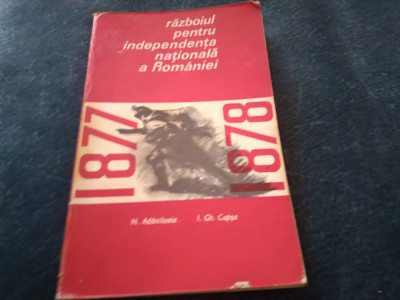 războiul
pentru
independența
națională
a României
1877
1878
N. Adăniloaie
I. Gh. Cupșa